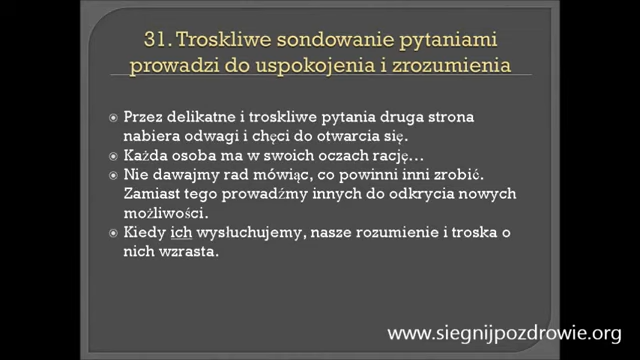 31. Troskliwe sondowanie pytaniami
prowadzi do uspokojenia i zrozumienia
Przez delikatne i troskliwe pytania druga strona
nabiera odwagi i chęci do otwarcia się.
Każda osoba ma w swoich oczach rację...
Nie dawajmy rad mówiąc, co powinni inni zrobić.
Zamiast tego prowadźmy innych do odkrycia nowych
możliwości.
Kiedy ich wysłuchujemy, nasze rozumienie i troska o
nich wzrasta.
www.siegnijpozdrowie.org